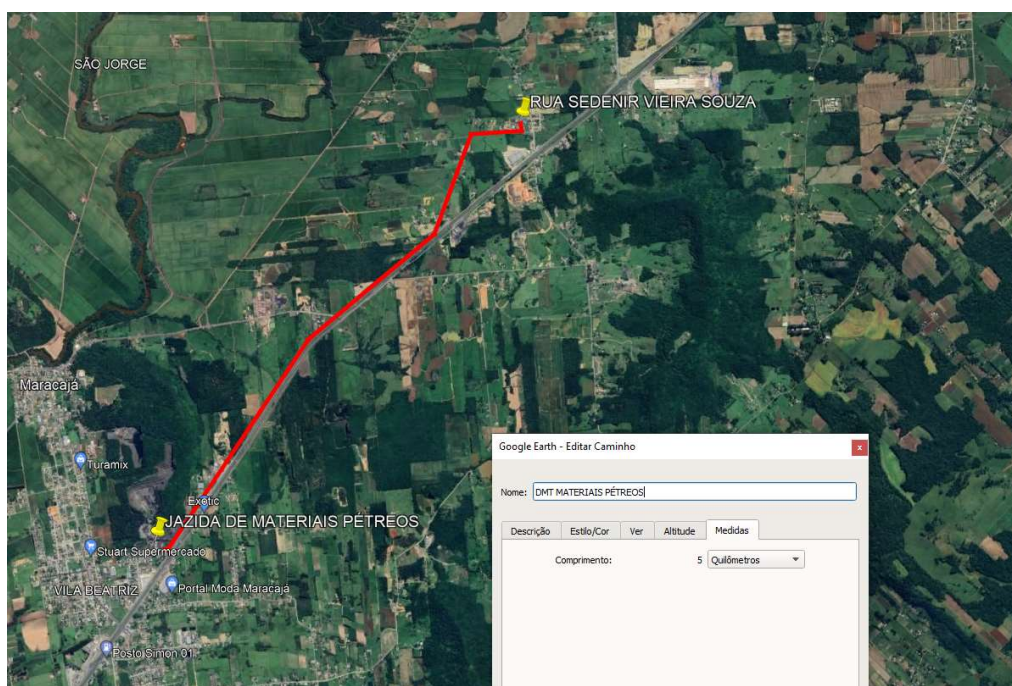 SÃO JORGE
RUA SEDENIR VIEIRA SOUZA
Maracajá
Turamix
Exotic
JAZIDA DE MATERIAIS PÉTREOS
Stuart Supermercado
VILA BEATRIZ
Portal Moda Maracajá
Posto Simon 01
Google Earth - Editar Caminho
x
Nome: DMT MATERIAIS PÉTREOS
Descrição Estilo/Cor Ver Altitude Medidas
Comprimento: 5 Quilômetros